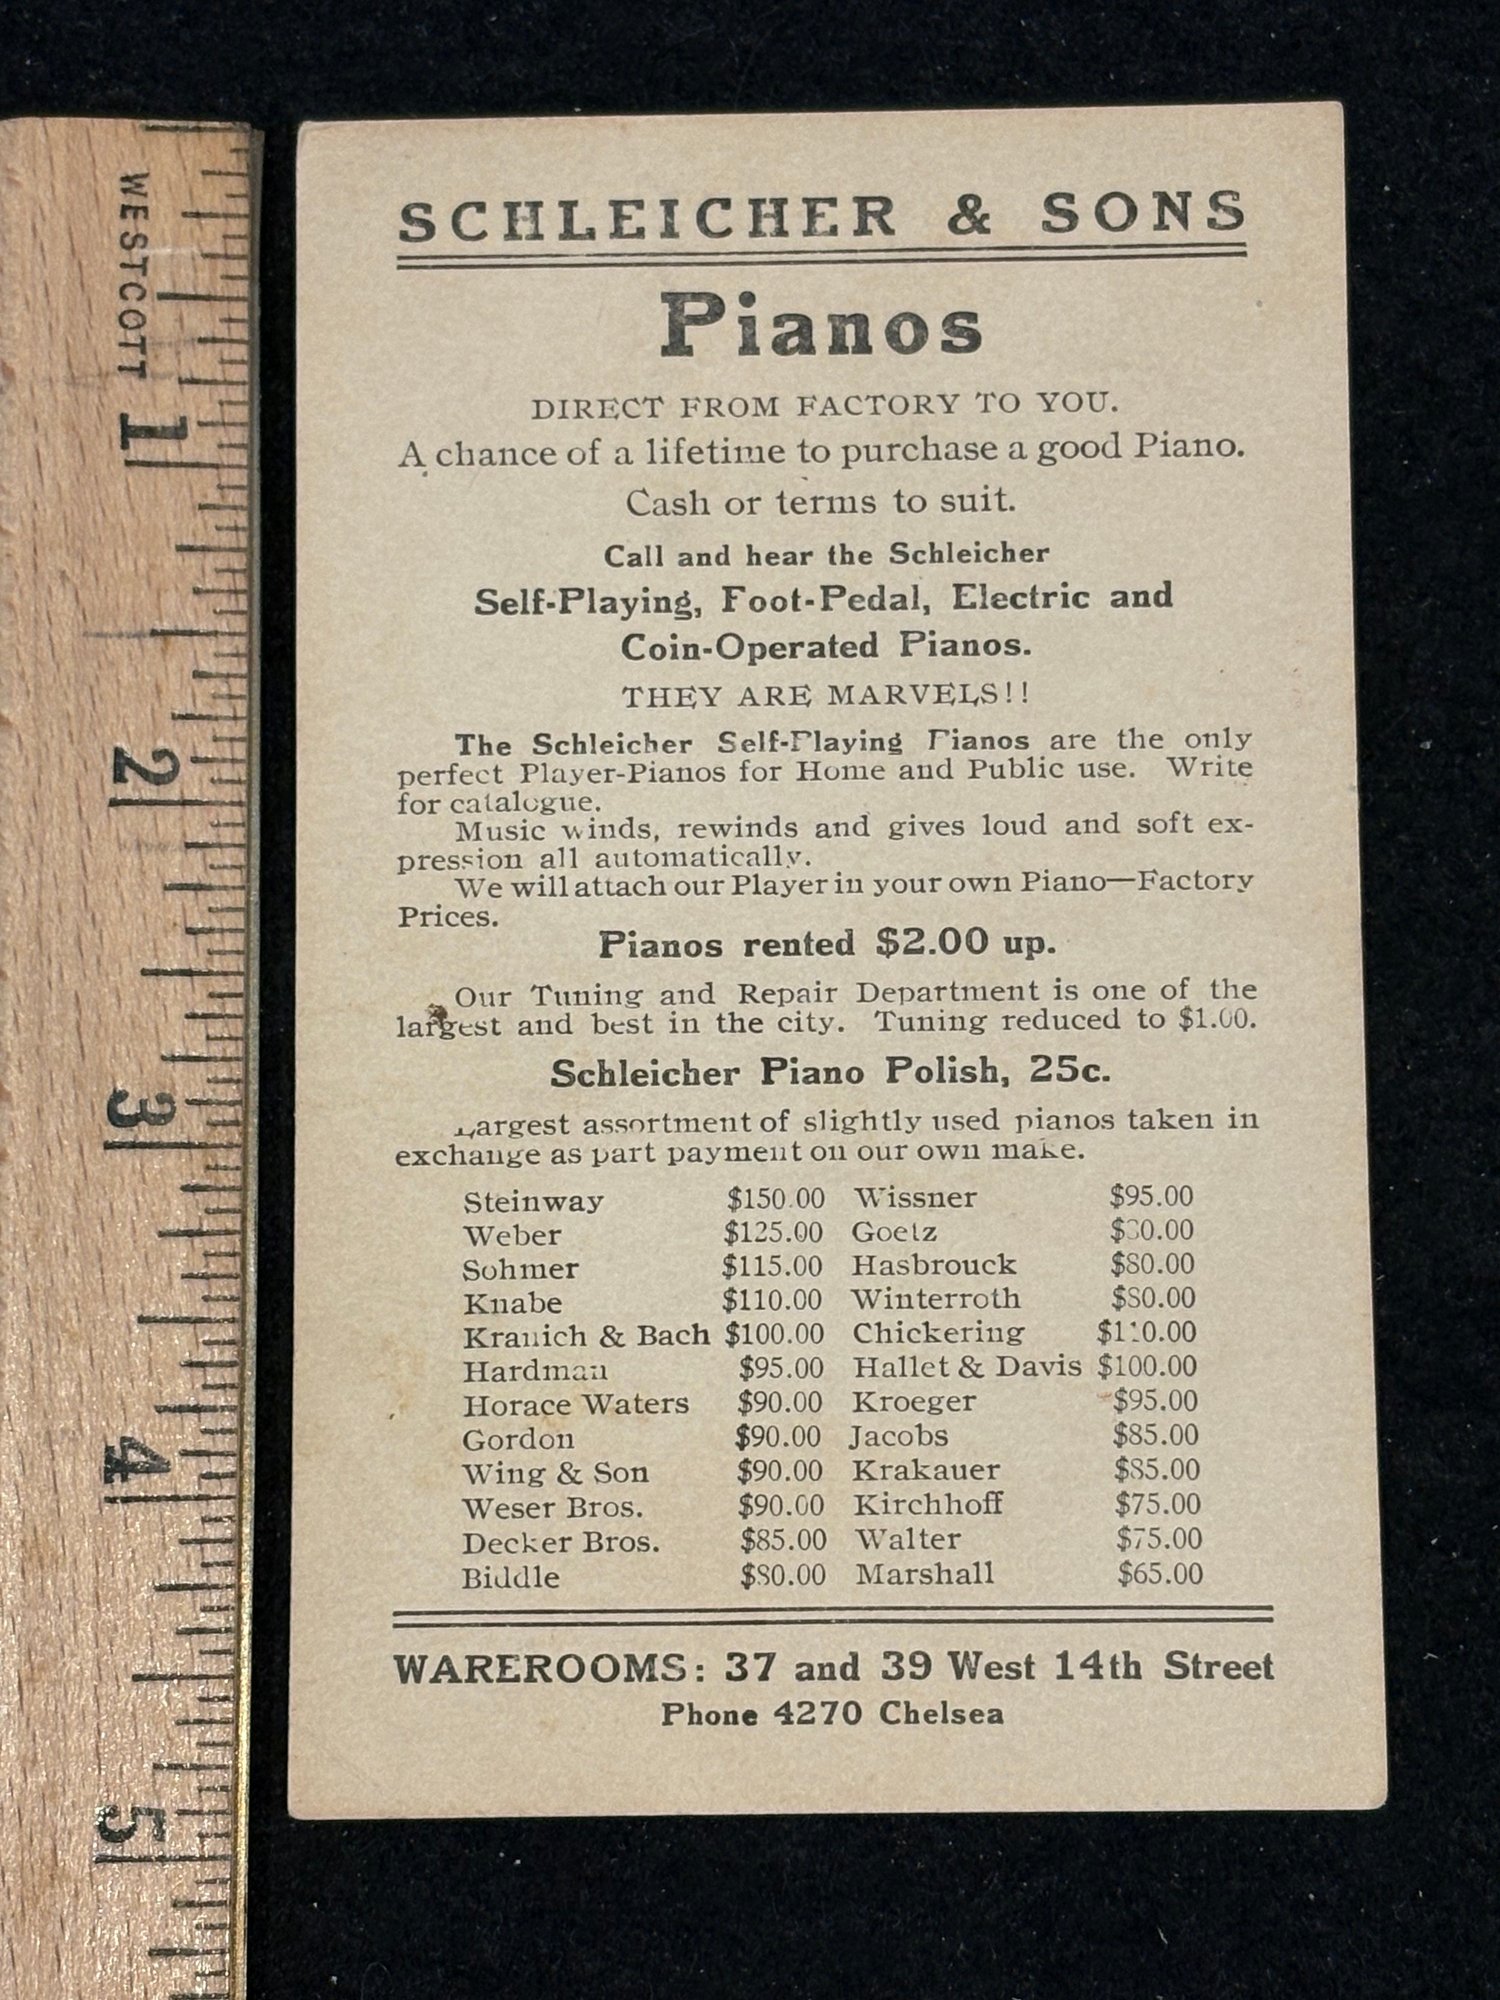 WESTCOTT
1
2
3
4
5
SCHLEICHER & SONS
Pianos
DIRECT FROM FACTORY TO YOU.
A chance of a lifetime to purchase a good Piano.
Cash or terms to suit.
Call and hear the Schleicher
Self-Playing, Foot-Pedal, Electric and
Coin-Operated Pianos.
THEY ARE MARVELS!!
The Schleicher Self-Playing Pianos are the only
perfect Player-Pianos for Home and Public use. Write
for catalogue.
Music winds, rewinds and gives loud and soft ex-
pression all automatically.
We will attach our Player in your own Piano—Factory
Prices.
Pianos rented $2.00 up.
Our Tuning and Repair Department is one of the
largest and best in the city. Tuning reduced to $1.00.
Schleicher Piano Polish, 25c.
Largest assortment of slightly used pianos taken in
exchange as part payment on our own make.
Steinway $150.00 Wissner $95.00
Weber $125.00 Goetz
Sohmer $115.00 Hasbrouck $80.00
Knabe $110.00 Winterroth $80.00
Kranich & Bach $100.00 Chickering
Hardman $95.00 Hallet & Davis $100.00
Horace Waters $90.00 Kroeger $95.00
Gordon $90.00 Jacobs $85.00
Wing & Son $90.00 Krakauer $85.00
Weser Bros. $90.00 Kirchhoff $75.00
Decker Bros. $85.00 Walter $75.00
Biddle $80.00 Marshall $65.00
WAREROOMS: 37 and 39 West 14th Street
Phone 4270 Chelsea